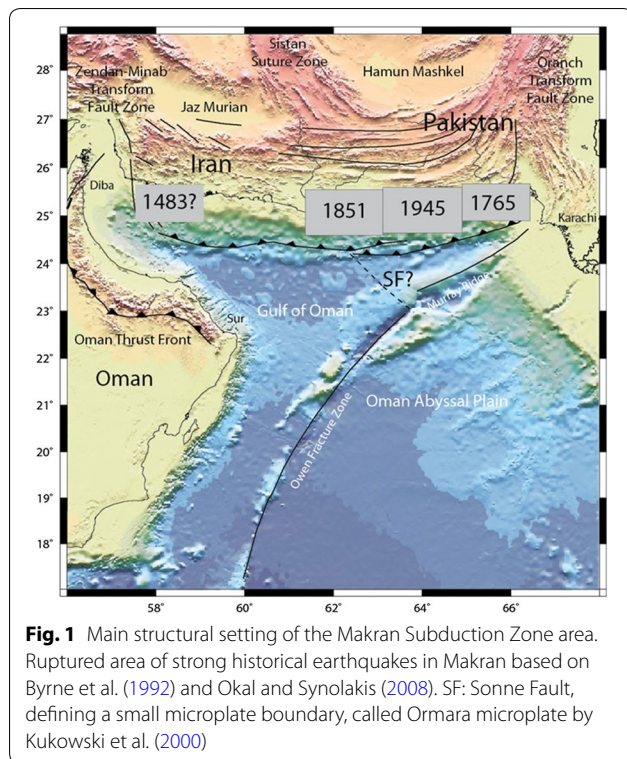 28°
27°
26°
25°
24°
23°
22°
21°
20°
19°
18°
58°
60°
62°
64°
66°
Sistan
Suture Zone
Zendan-Minab
Transform
Fault Zone
Hamun Mashkel
Oranch
Transform
Fault Zone
Jaz Murian
Pakistan
Iran
Diba
1483?
1851
1945
1765
Karachi
SF?
Murray Ridge
Gulf of Oman
Sur
Oman Thrust Front
Oman
Oman Abyssal Plain
Owen Fracture Zone
Fig. 1 Main structural setting of the Makran Subduction Zone area.
Ruptured area of strong historical earthquakes in Makran based on
Byrne et al. (1992) and Okal and Synolakis (2008). SF: Sonne Fault,
defining a small microplate boundary, called Ormara microplate by
Kukowski et al. (2000)